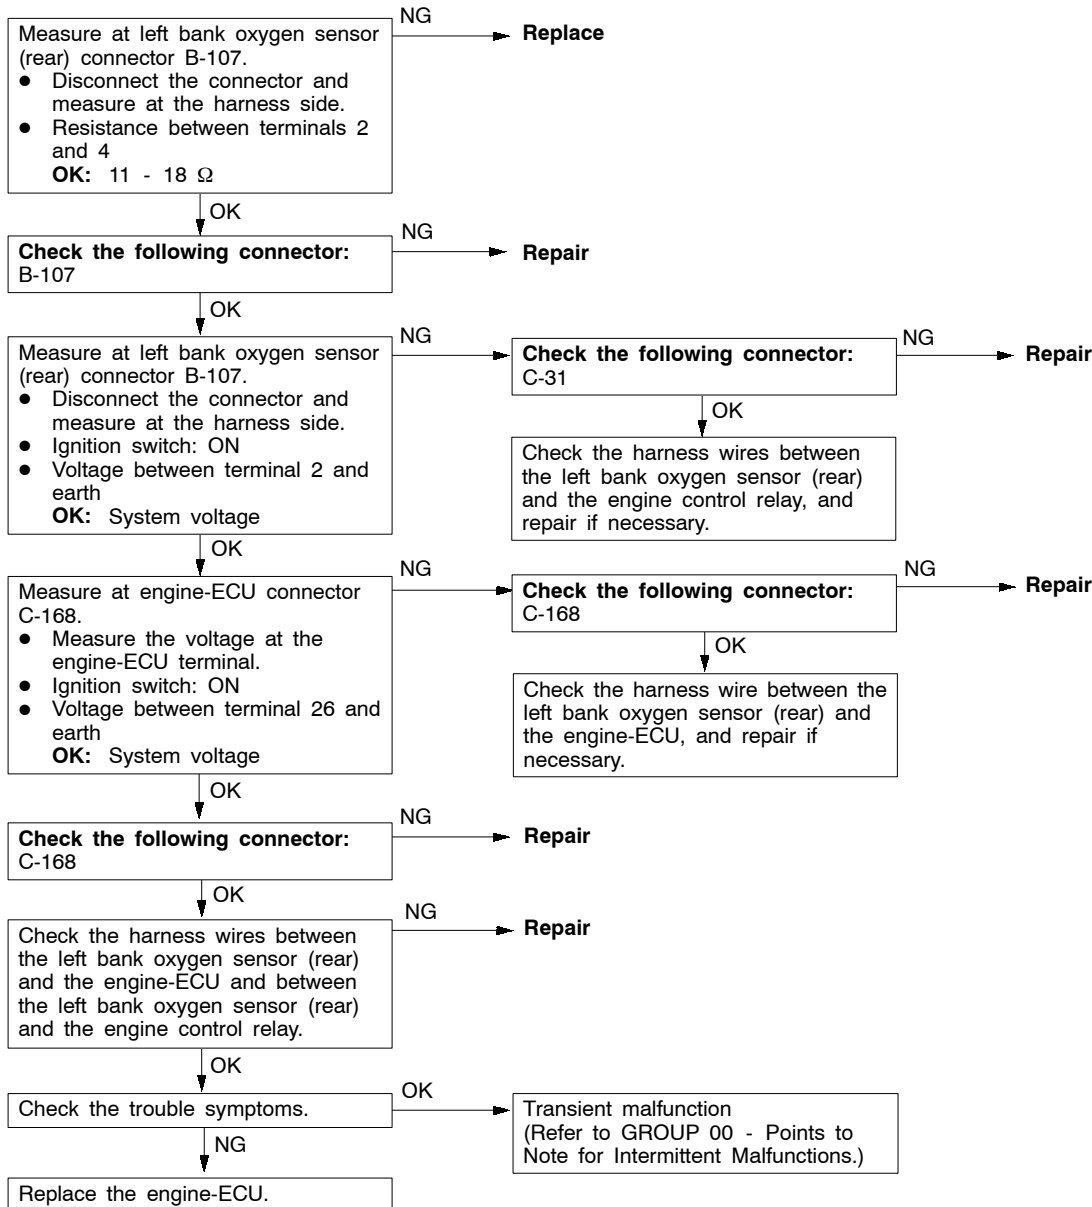 Measure at left bank oxygen sensor
(rear) connector B-107.
● Disconnect the connector and
measure at the harness side.
● Resistance between terminals 2
and 4
OK: 11 - 18 Ω
NG
Replace
OK
Check the following connector:
B-107
NG
Repair
OK
Measure at left bank oxygen sensor
(rear) connector B-107.
● Disconnect the connector and
measure at the harness side.
● Ignition switch: ON
● Voltage between terminal 2 and
earth
OK: System voltage
NG
Check the following connector:
C-31
NG
Repair
OK
Check the harness wires between
the left bank oxygen sensor (rear)
and the engine control relay, and
repair if necessary.
OK
Measure at engine-ECU connector
C-168.
● Measure the voltage at the
engine-ECU terminal.
● Ignition switch: ON
● Voltage between terminal 26 and
earth
OK: System voltage
NG
Check the following connector:
C-168
NG
Repair
OK
Check the harness wire between the
left bank oxygen sensor (rear) and
the engine-ECU, and repair if
necessary.
OK
Check the following connector:
C-168
NG
Repair
OK
Check the harness wires between
the left bank oxygen sensor (rear)
and the engine-ECU and between
the left bank oxygen sensor (rear)
and the engine control relay.
NG
Repair
OK
Check the trouble symptoms.
OK
Transient malfunction
(Refer to GROUP 00 - Points to
Note for Intermittent Malfunctions.)
NG
Replace the engine-ECU.